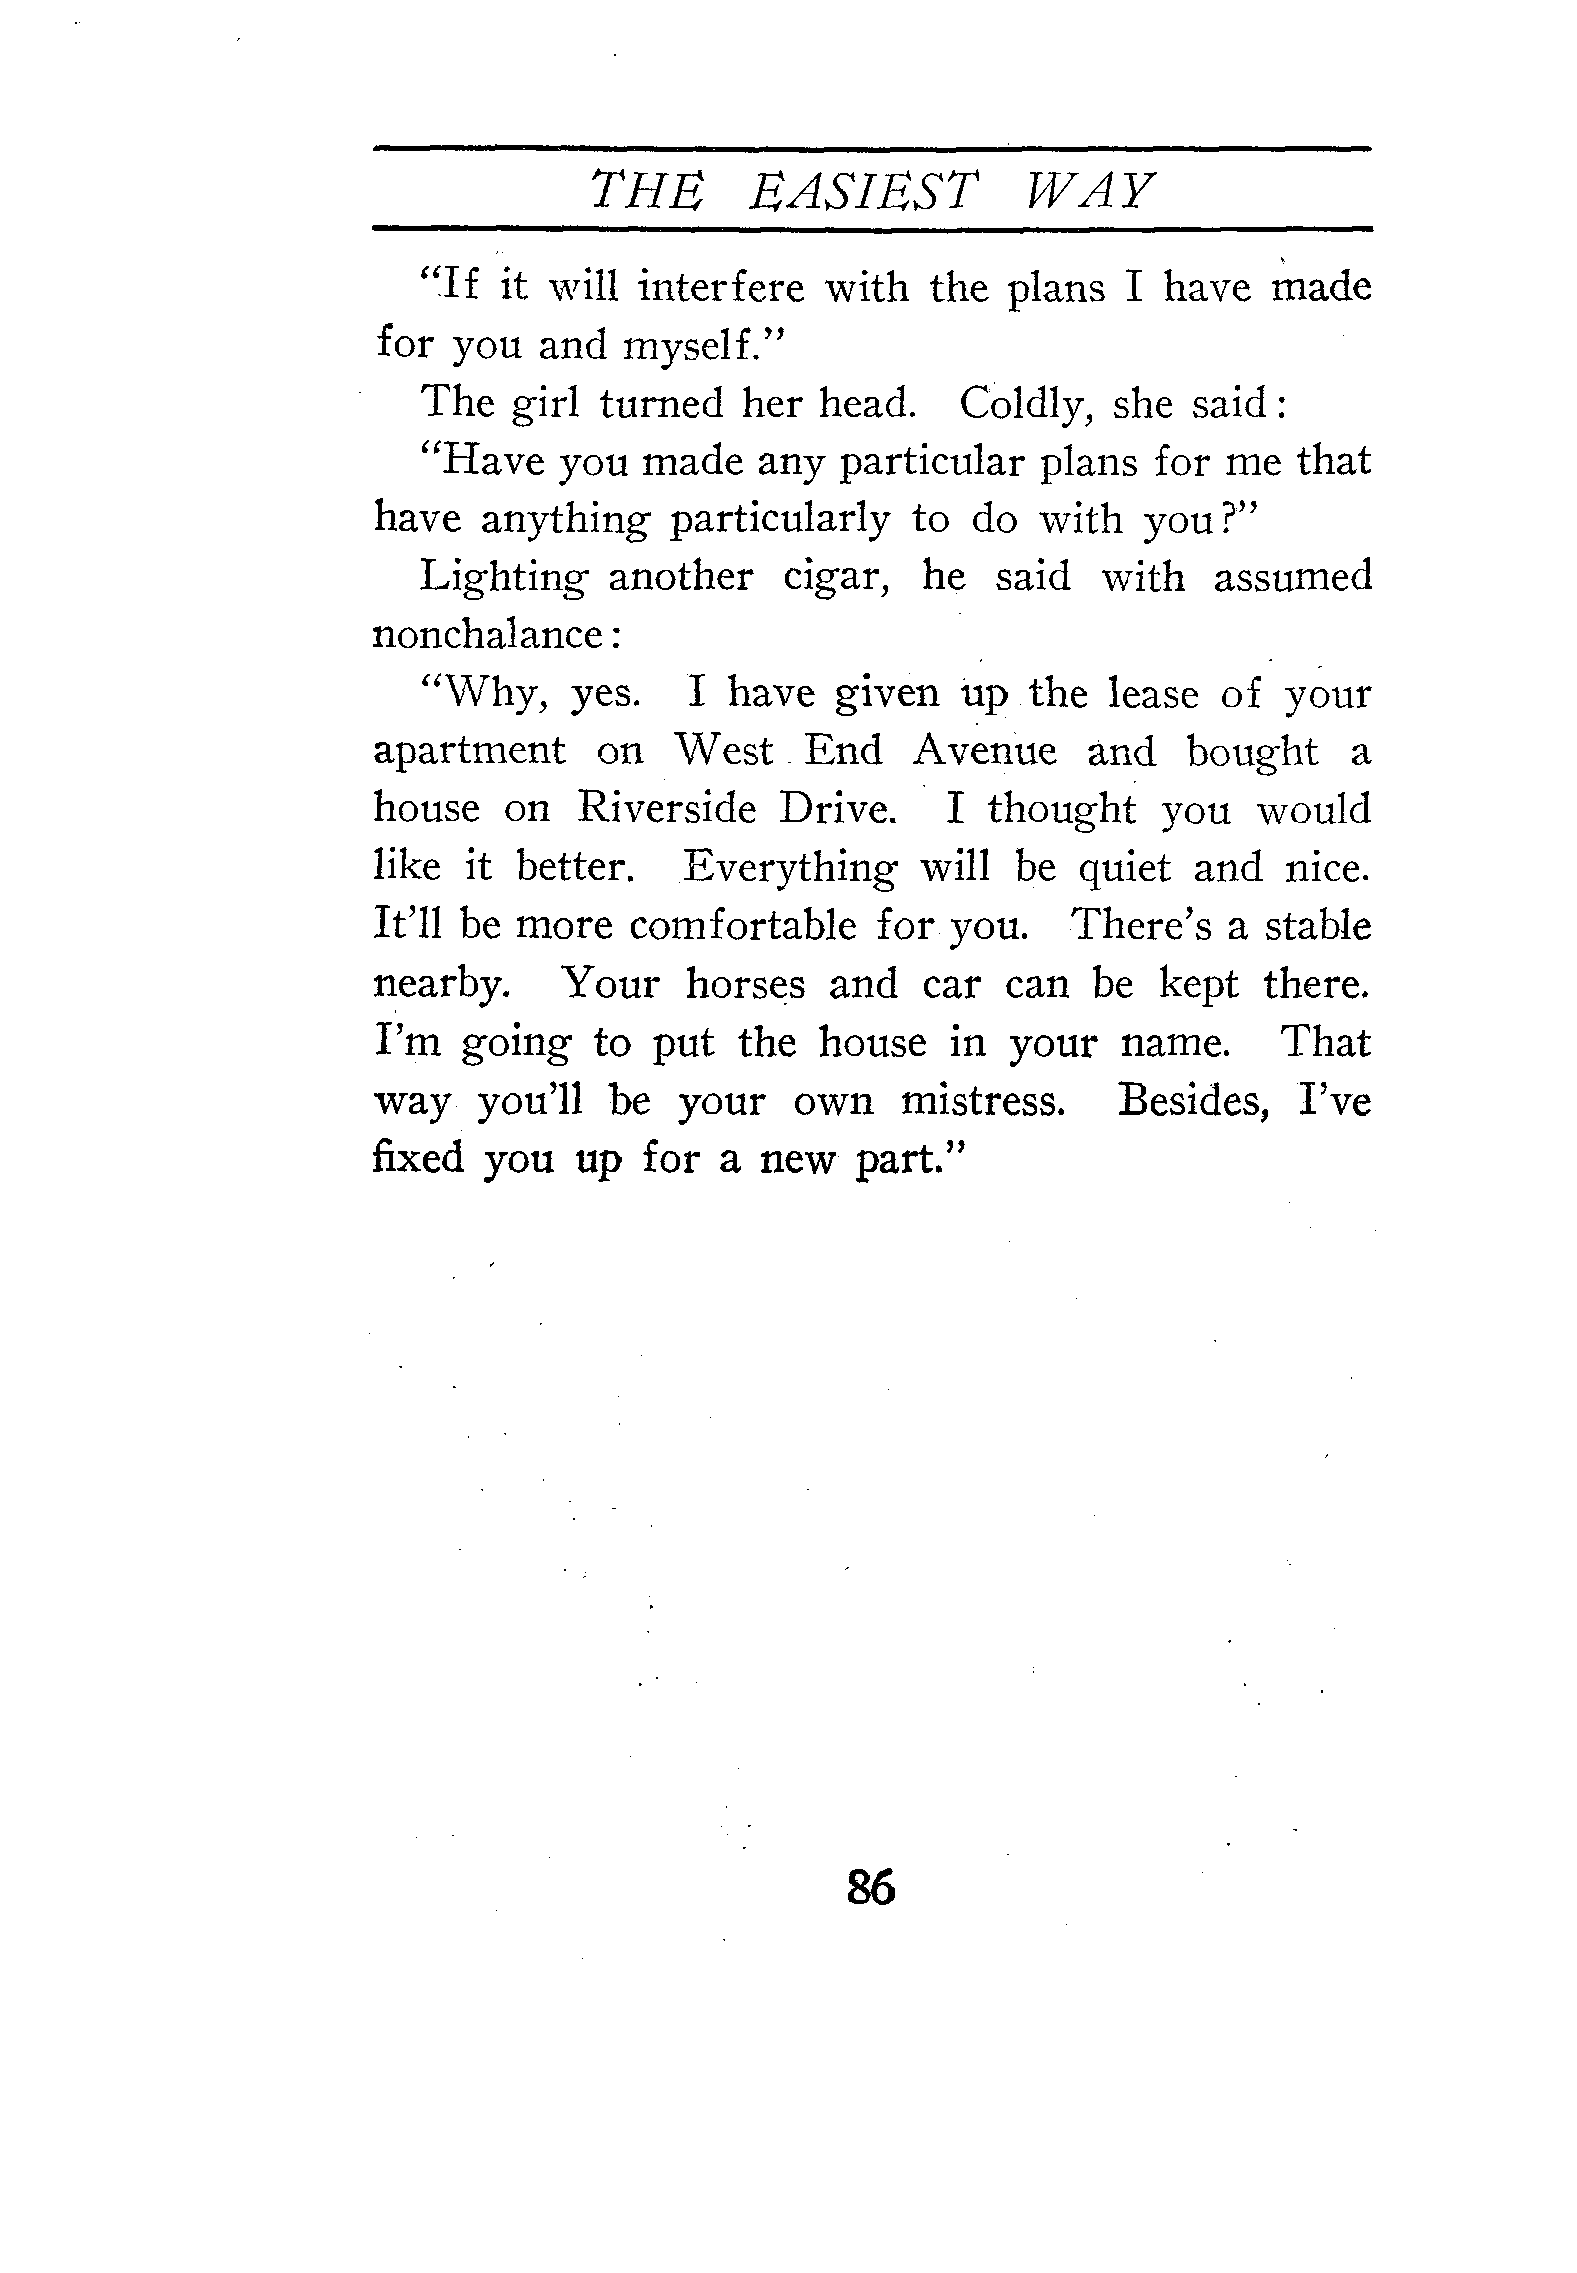 THE EASIEST WAY
“If it will interfere with the plans I have made
for you and myself.”
The girl turned her head. Coldly, she said:
“Have you made any particular plans for me that
have anything particularly to do with you?”
Lighting another cigar, he said with assumed
nonchalance:
“Why, yes. I have given up the lease of your
apartment on West End Avenue and bought a
house on Riverside Drive. I thought you would
like it better. Everything will be quiet and nice.
It’ll be more comfortable for you. There’s a stable
nearby. Your horses and car can be kept there.
I’m going to put the house in your name. That
way you’ll be your own mistress. Besides, I’ve
fixed you up for a new part.”
86